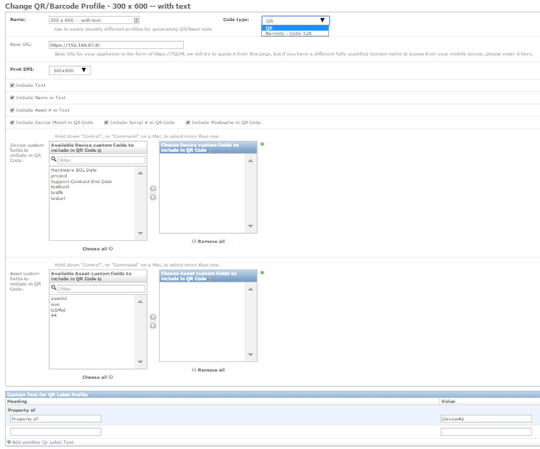 Change QR/Barcode Profile - 300 x 600 -- with text
Name: 300 x 600 -- with text Code type: QR
Use to easily identify different profiles for generating QR/Asset code
QR
Barcode - Code 128
Base URL: https://192.168.87.8/
Base URL for your appliance in the form of https://FQDN, we will try to guess it from this page, but if you have a different fully qualified domain name to access from your mobile device, please enter it here.
Print DPI: 300x600
Include Text
Include Name in Text
Include Asset # in Text
Include Device Model in QR Code Include Serial # in QR Code Include Hostname in QR Code
Hold down "Control", or "Command" on a Mac, to select more than one.
Device custom fields to include in QR Code:
Available Device custom fields to include in QR Code
Filter
Hardware EOL Date
project
Support Contract End Date
testbool
testfk
testurl
Choose all
Chosen Device custom fields to include in QR Code
Remove all
Hold down "Control", or "Command" on a Mac, to select more than one.
Asset custom fields to include in QR Code:
Available Asset custom fields to include in QR Code
Filter
Choose all
Chosen Asset custom fields to include in QR Code
Remove all
Custom Text for QR Label Profile
Heading Value
Property of
Property of Device42
Add another Qr Label Text